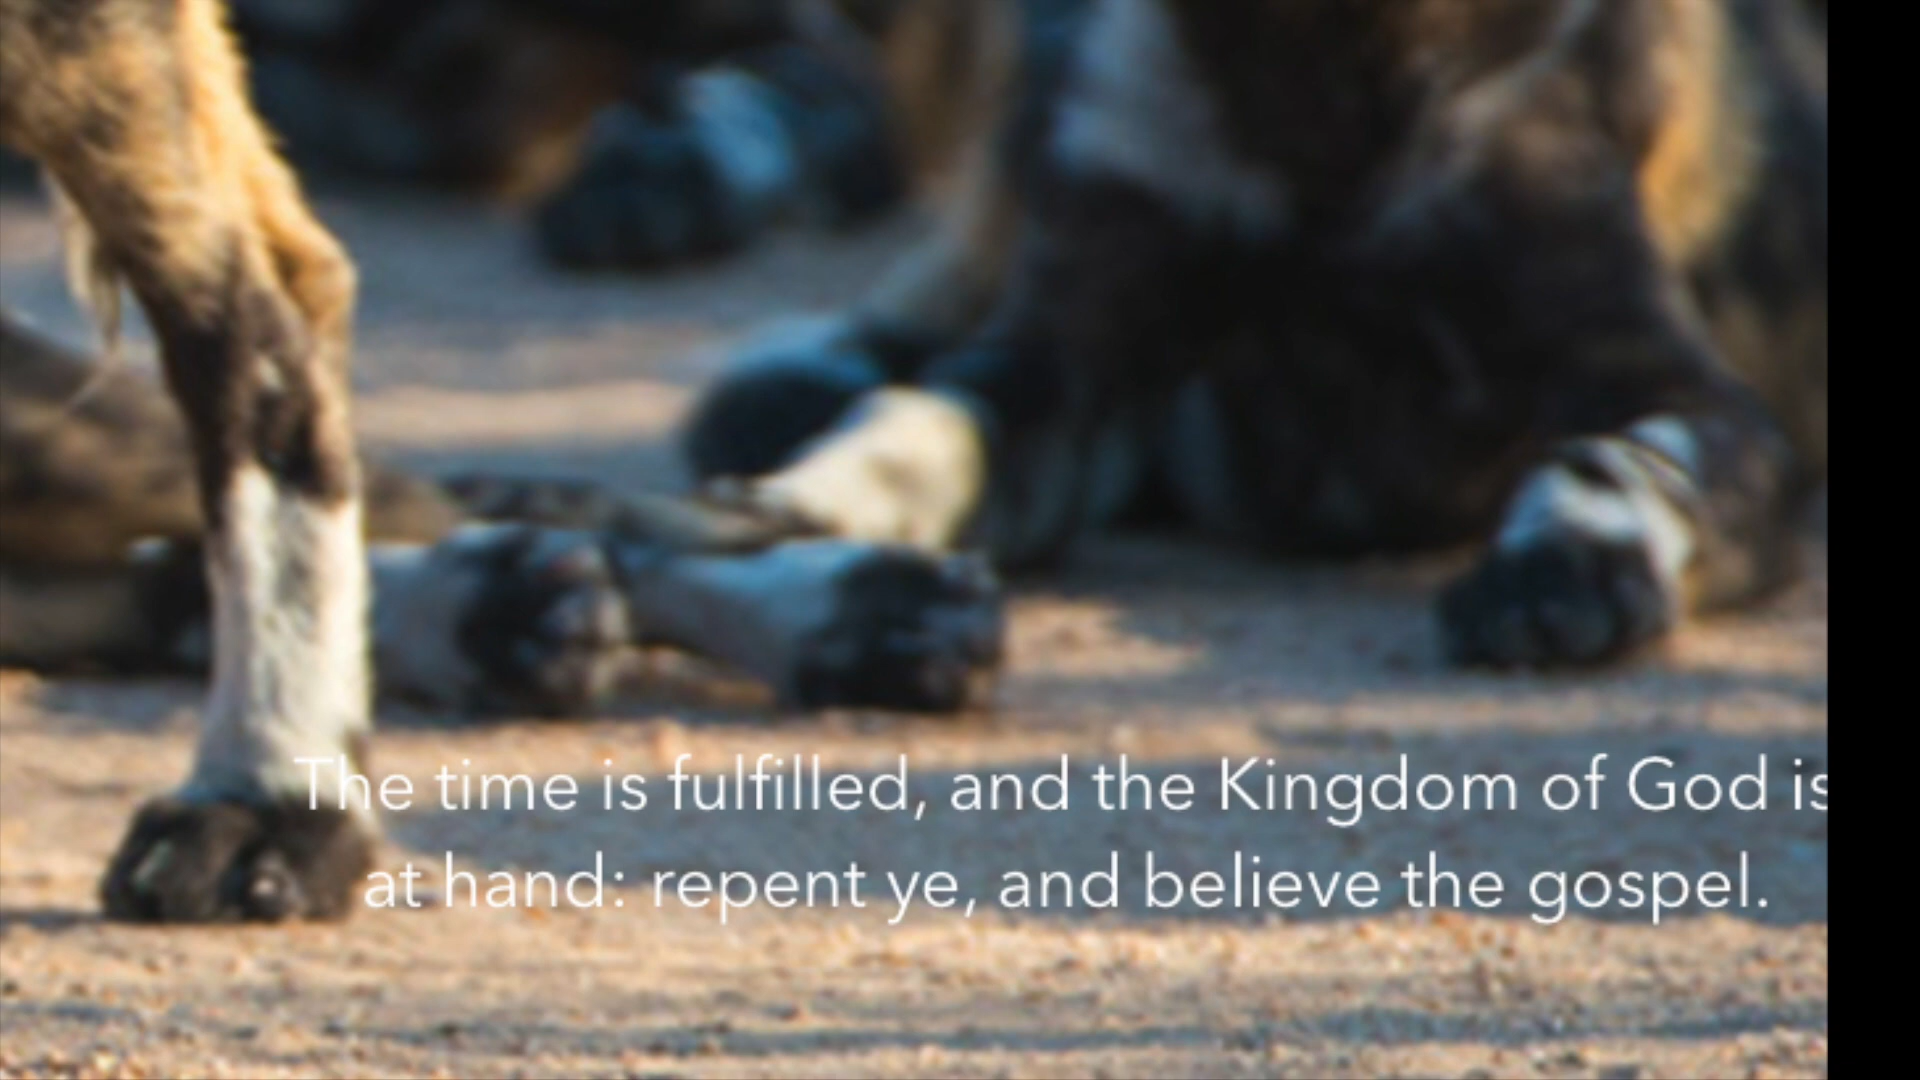 The time is fulfilled, and the Kingdom of God is
at hand: repent ye, and believe the gospel.